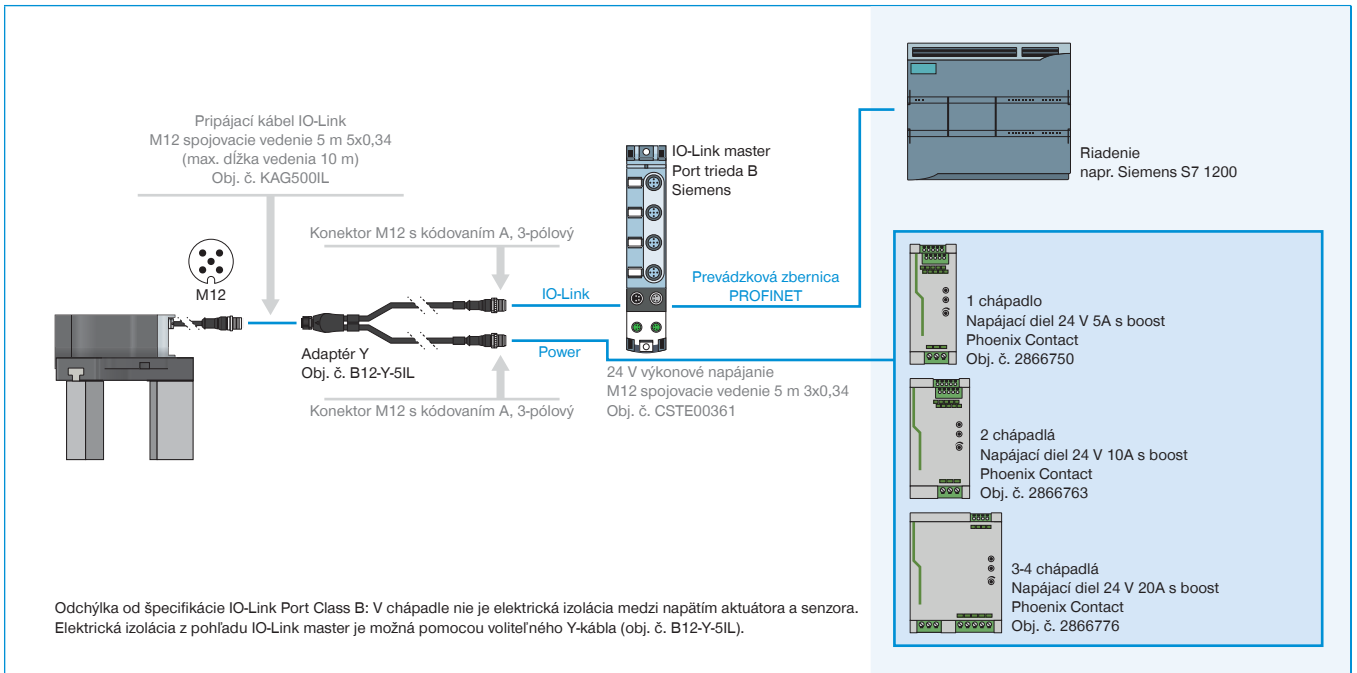 Pripájací kábel IO-Link
M12 spojovacie vedenie 5 m 5x0,34
(max. dĺžka vedenia 10 m)
Obj. č. KAG500IL
M12
Konektor M12 s kódovaním A, 3-pólový
Adaptér Y
Obj. č. B12-Y-5IL
Konektor M12 s kódovaním A, 3-pólový
IO-Link
Power
IO-Link master
Port trieda B
Siemens
Prevádzková zbernica
PROFINET
24 V výkonové napájanie
M12 spojovacie vedenie 5 m 3x0,34
Obj. č. CSTE00361
Riadenie
napr. Siemens S7 1200
1 chápadlo
Napájací diel 24 V 5A s boost
Phoenix Contact
Obj. č. 2866750
2 chápadlá
Napájací diel 24 V 10A s boost
Phoenix Contact
Obj. č. 2866763
3-4 chápadlá
Napájací diel 24 V 20A s boost
Phoenix Contact
Obj. č. 2866776
Odchýlka od špecifikácie IO-Link Port Class B: V chápadle nie je elektrická izolácia medzi napätím aktuátora a senzora.
Elektrická izolácia z pohľadu IO-Link master je možná pomocou voliteľného Y-kábla (obj. č. B12-Y-5IL).